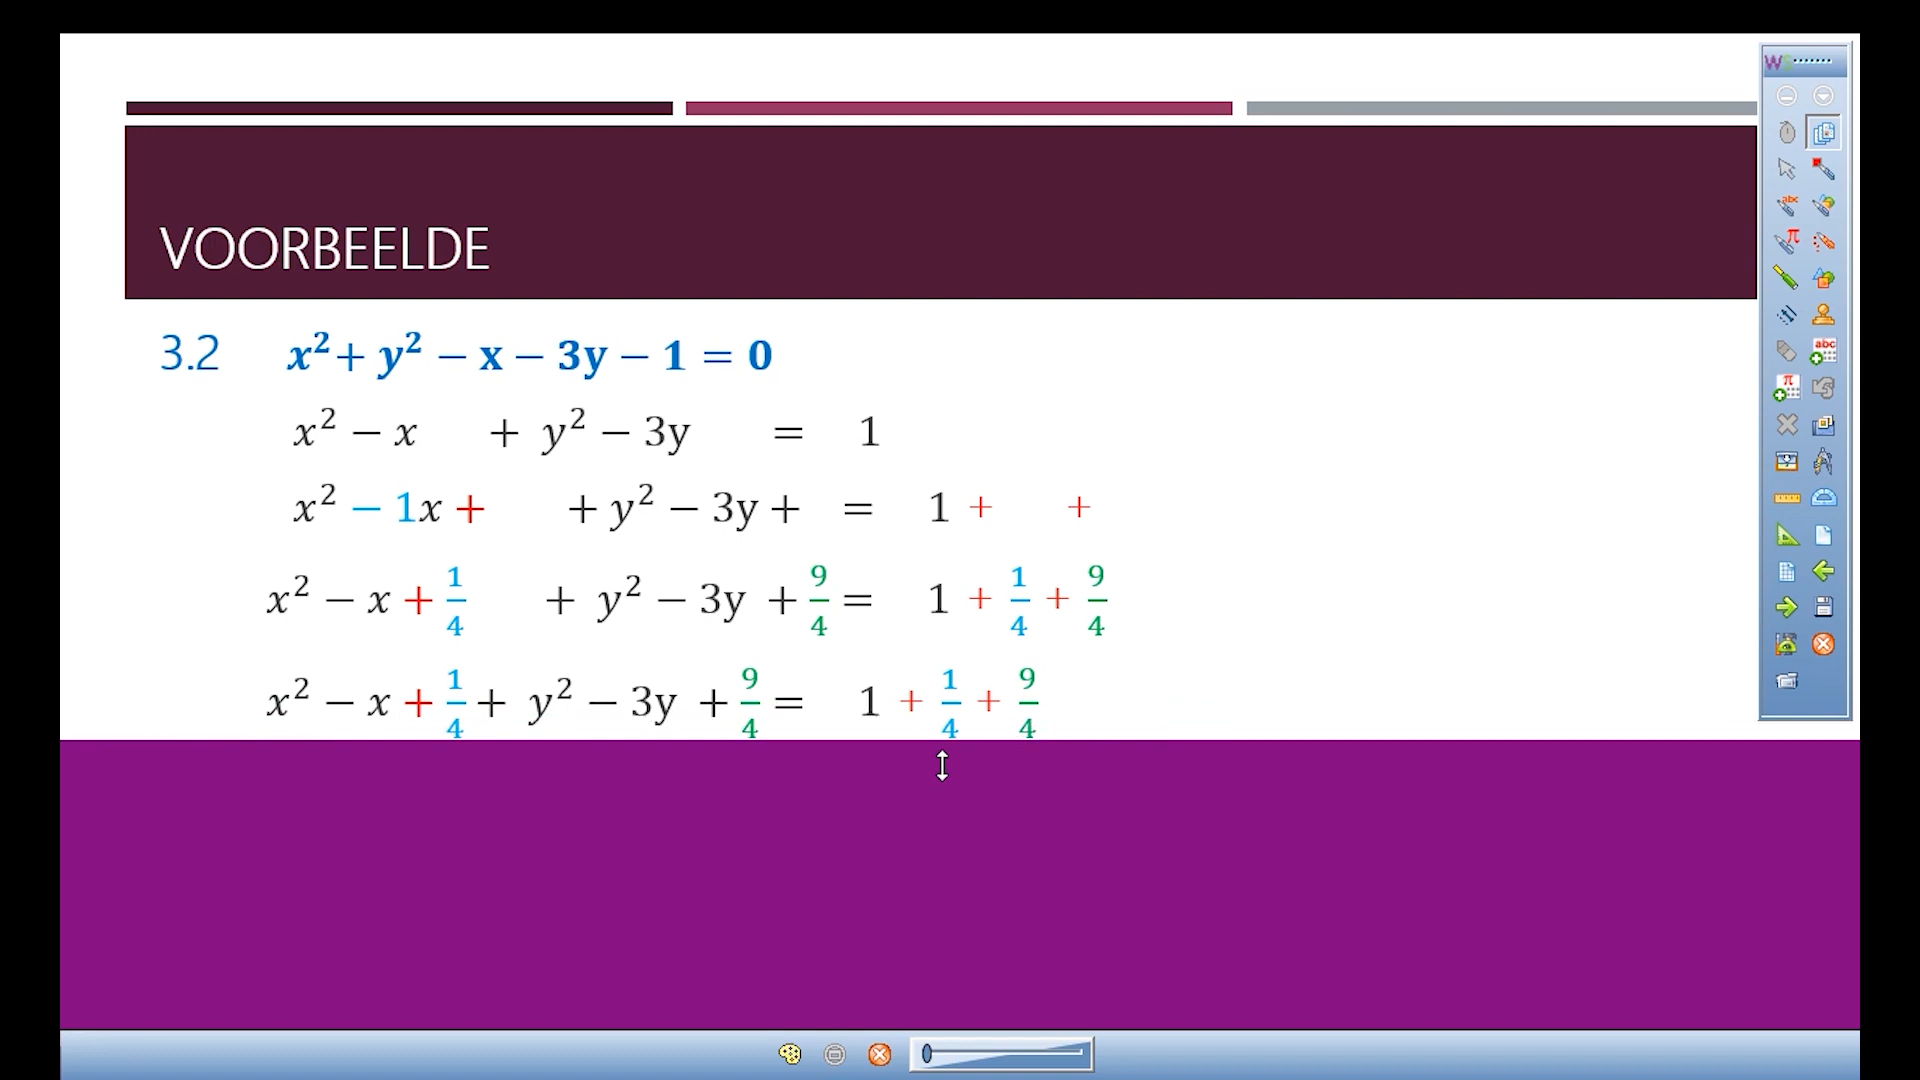 VOORBEELDE
3.2 x² + y² − x − 3y − 1 = 0
x² − x + y² − 3y = 1
x² − 1x + + y² − 3y + = 1 + +
x² − x + 1/4 + y² − 3y + 9/4 = 1 + 1/4 + 9/4
x² − x + 1/4 + y² − 3y + 9/4 = 1 + 1/4 + 9/4